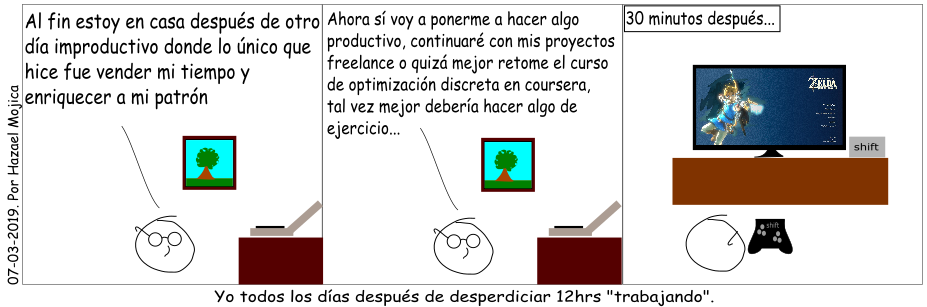 Al fin estoy en casa después de otro
día improductivo donde lo único que
hice fue vender mi tiempo y
enriquecer a mi patrón
Ahora sí voy a ponerme a hacer algo
productivo, continuaré con mis proyectos
freelance o quizá mejor retome el curso
de optimización discreta en coursera,
tal vez mejor debería hacer algo de
ejercicio...
30 minutos después...
ZELDA
shift
shift
07-03-2019. Por Hazael Mojica
Yo todos los días después de desperdiciar 12hrs "trabajando".